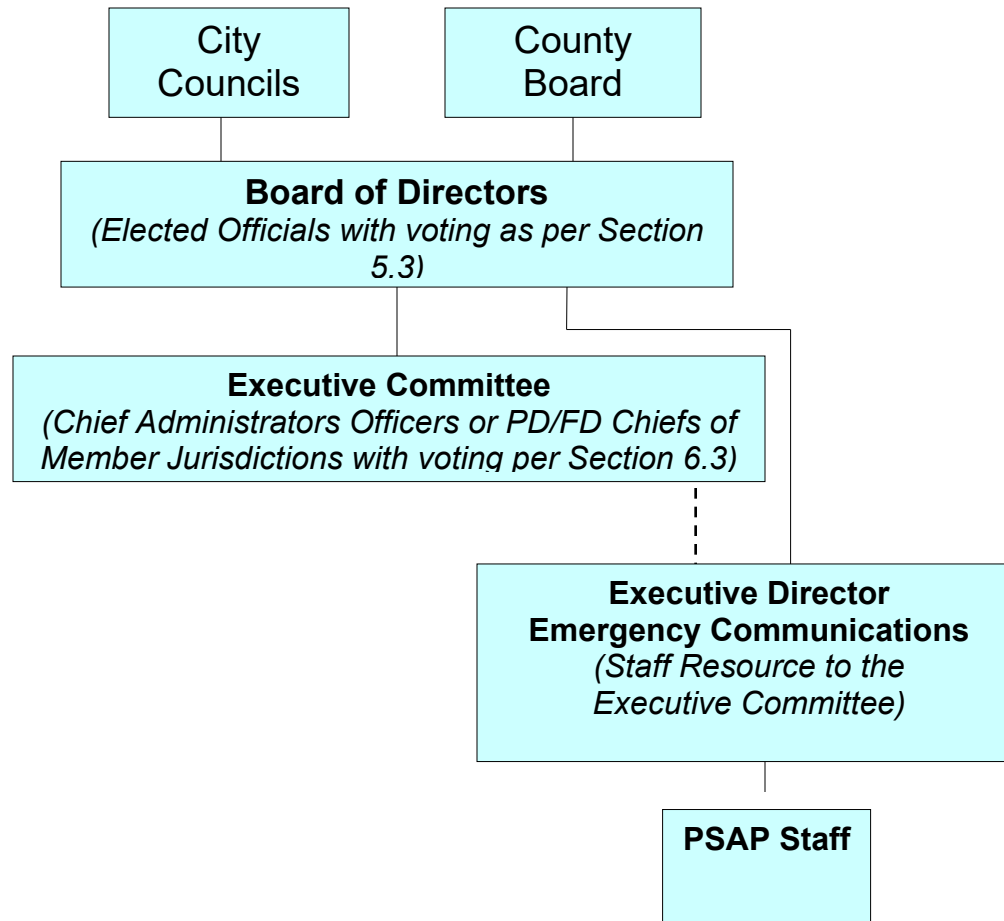 City
Councils
County
Board
Board of Directors
(Elected Officials with voting as per Section
5.3)
Executive Committee
(Chief Administrators Officers or PD/FD Chiefs of
Member Jurisdictions with voting per Section 6.3)
Executive Director
Emergency Communications
(Staff Resource to the
Executive Committee)
PSAP Staff